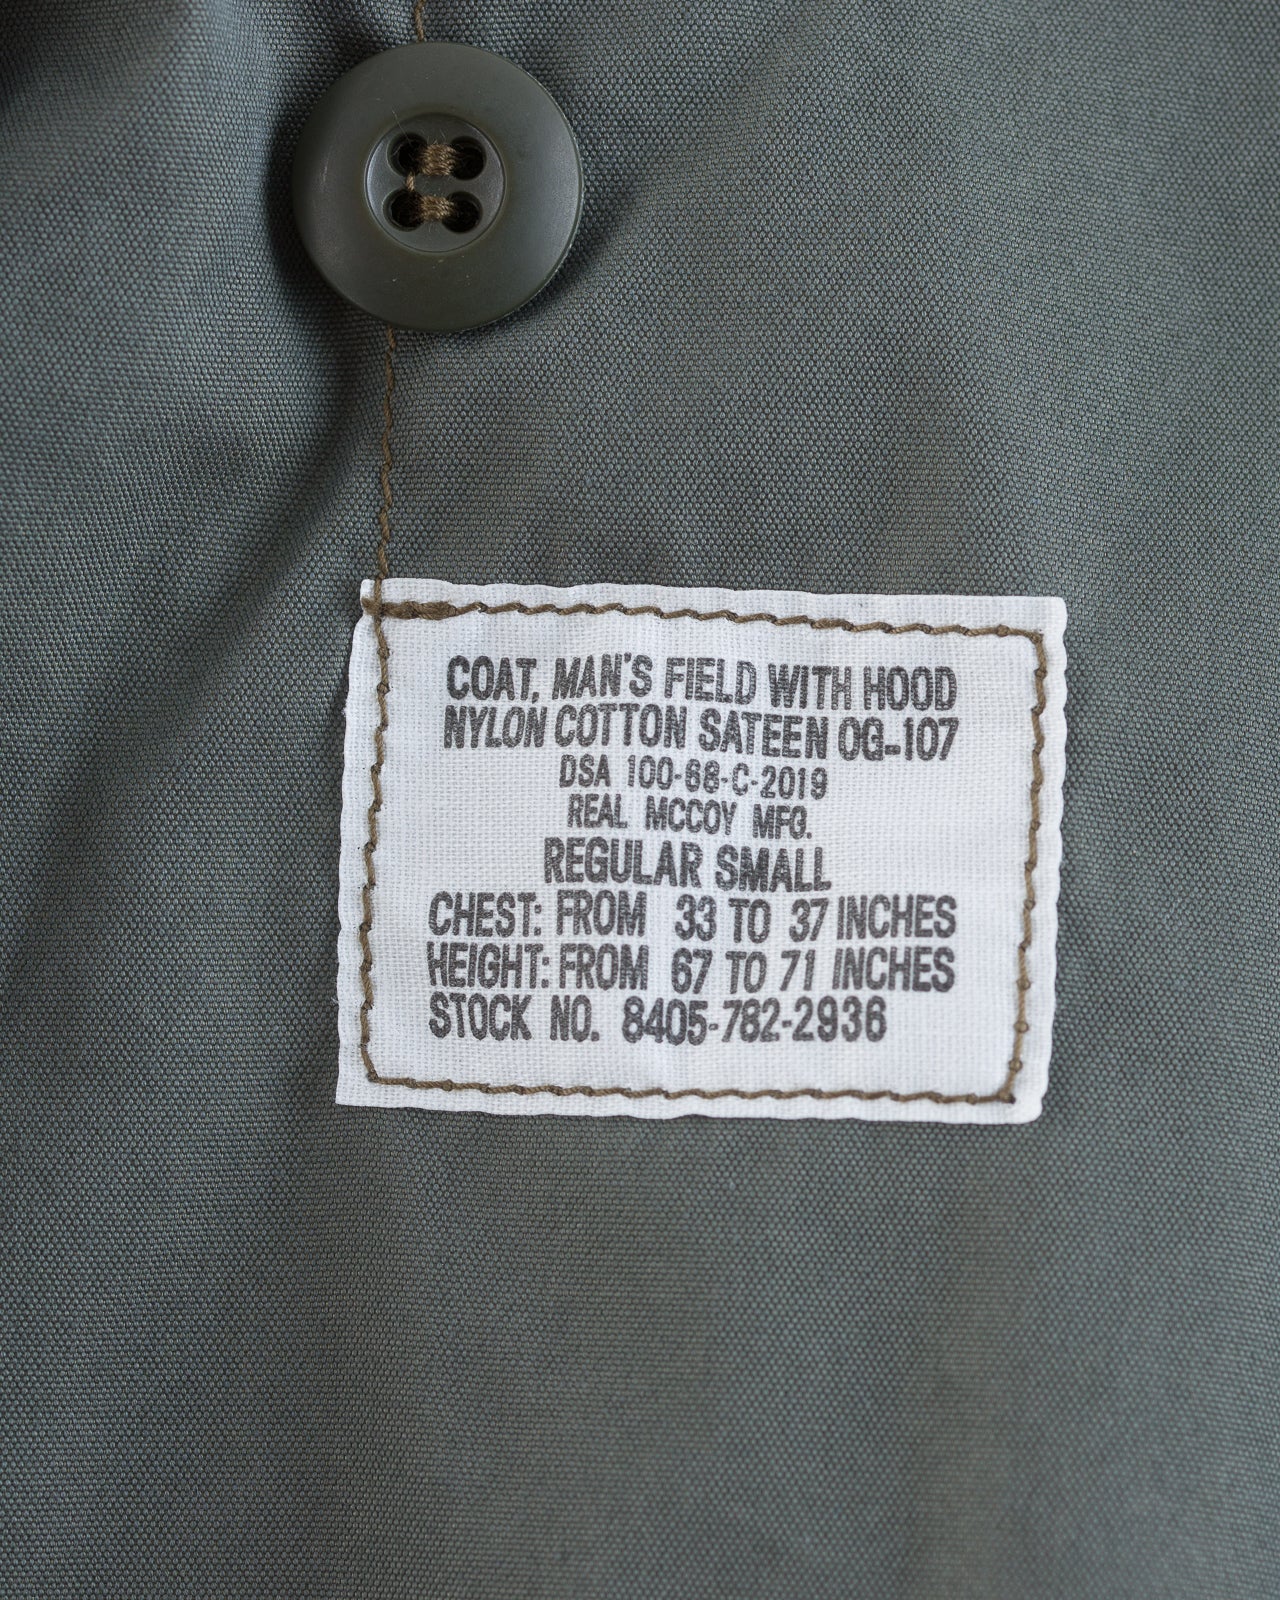 COAT, MAN'S FIELD WITH HOOD
NYLON COTTON SATEEN OG-107
DSA 100-68-C-2019
REAL MCCOY MFG.
REGULAR SMALL
CHEST: FROM 33 TO 37 INCHES
HEIGHT: FROM 67 TO 71 INCHES
STOCK NO. 8405-782-2936